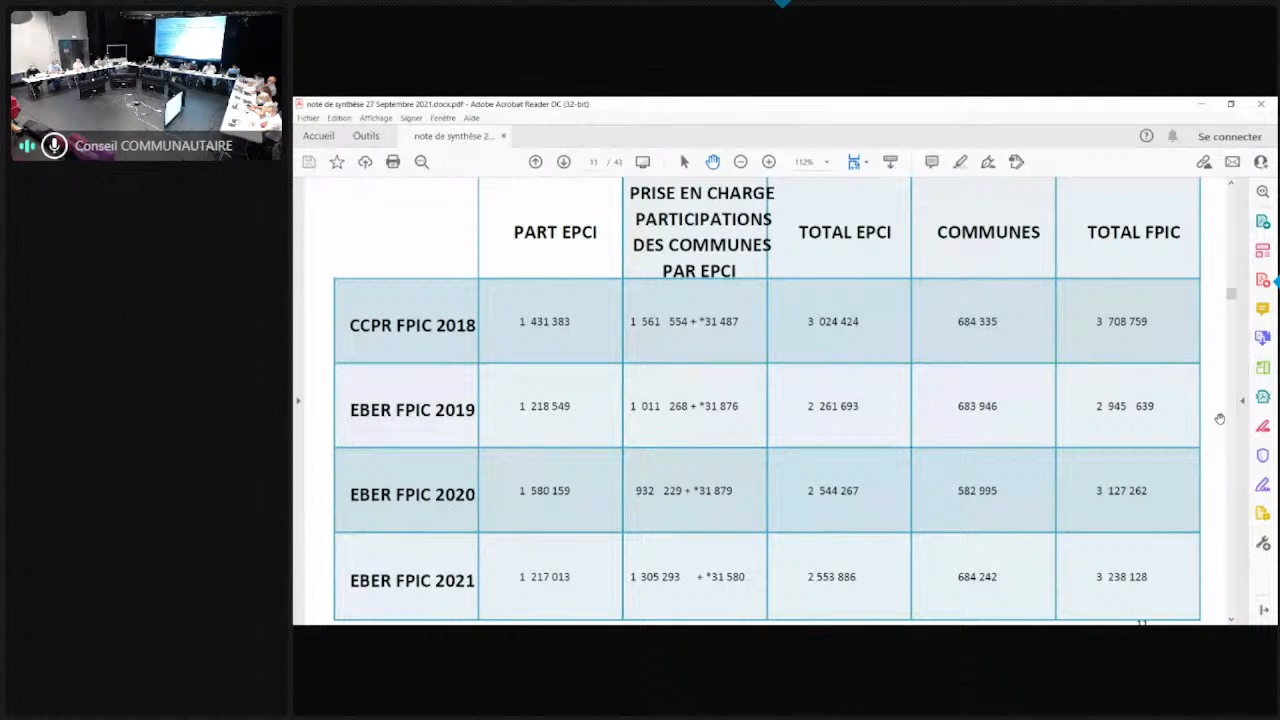 Conseil COMMUNAUTAIRE
note de synthèse 27 Septembre 2021.docx.pdf - Adobe Acrobat Reader DC (32-bit)
Fichier Edition Affichage Signer Fenêtre Aide
Accueil Outils note de synthèse 2... × Se connecter
11 / 41 112%
PART EPCI
PRISE EN CHARGE
PARTICIPATIONS
DES COMMUNES
PAR EPCI
TOTAL EPCI
COMMUNES
TOTAL FPIC
CCPR FPIC 2018 1 431 383 1 561 554 + *31 487 3 024 424 684 335 3 708 759
EBER FPIC 2019 1 218 549 1 011 268 + *31 876 2 261 693 683 946 2 945 639
EBER FPIC 2020 1 580 159 932 229 + *31 879 2 544 267 582 995 3 127 262
EBER FPIC 2021 1 217 013 1 305 293 + *31 580 2 553 886 684 242 3 238 128